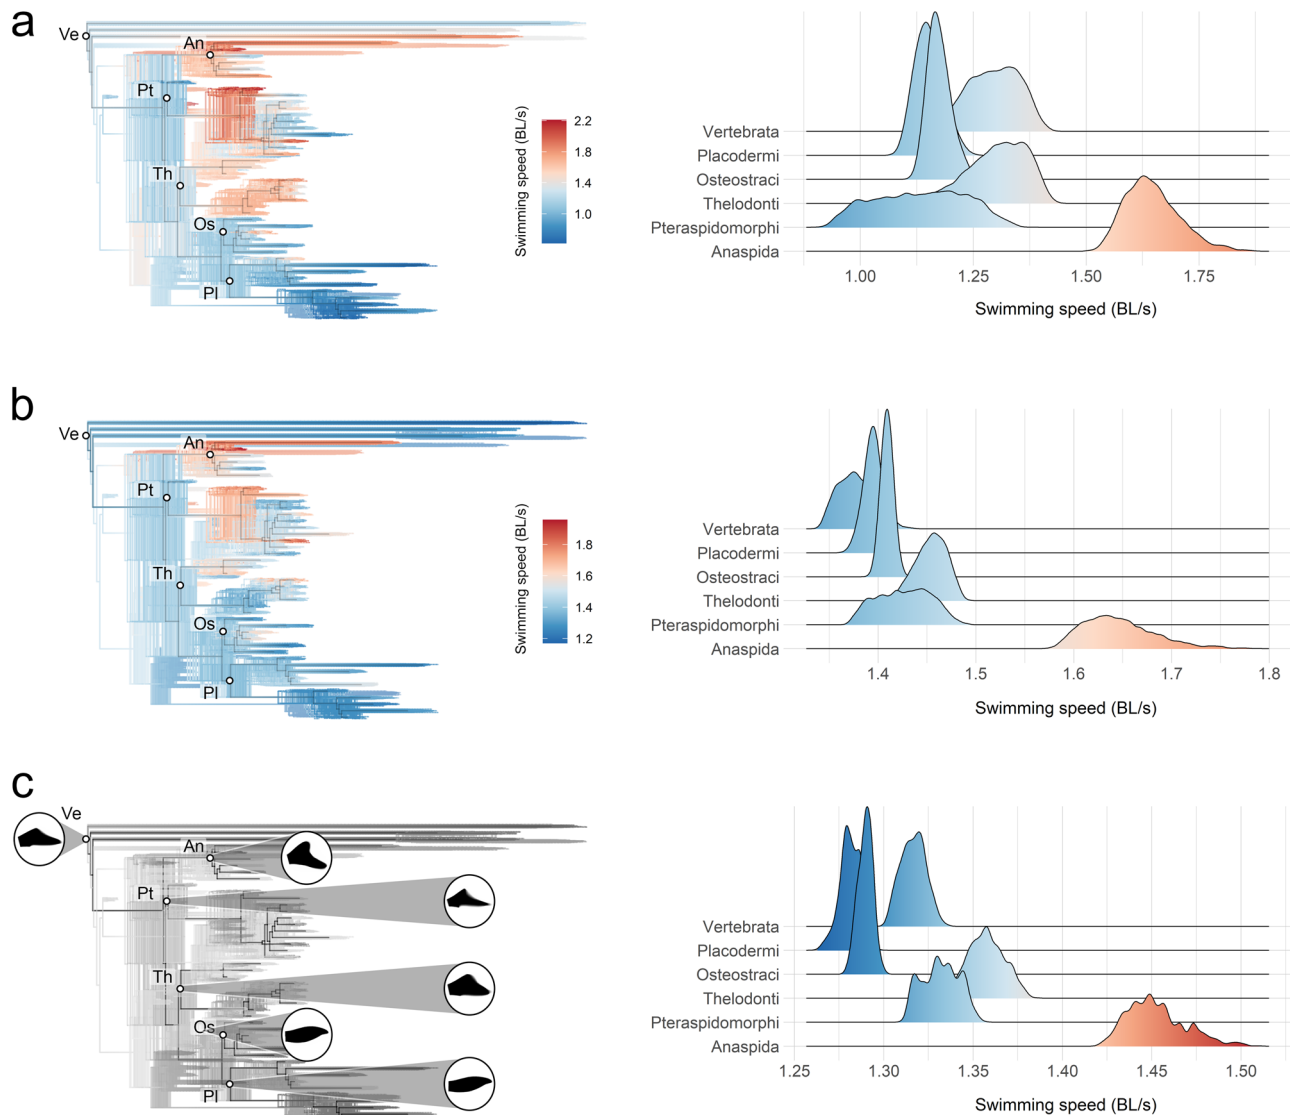 a
Ve
An
Pt
Th
Os
Pl
Swimming speed (BL/s)
2.2
1.8
1.4
1.0
Vertebrata
Placodermi
Osteostraci
Thelodonti
Pteraspidomorphi
Anaspida
1.00
1.25
1.50
1.75
Swimming speed (BL/s)
b
Ve
An
Pt
Th
Os
Pl
Swimming speed (BL/s)
1.8
1.6
1.4
1.2
Vertebrata
Placodermi
Osteostraci
Thelodonti
Pteraspidomorphi
Anaspida
1.4
1.5
1.6
1.7
1.8
Swimming speed (BL/s)
c
Ve
An
Pt
Th
Os
Pl
Vertebrata
Placodermi
Osteostraci
Thelodonti
Pteraspidomorphi
Anaspida
1.25
1.30
1.35
1.40
1.45
1.50
Swimming speed (BL/s)